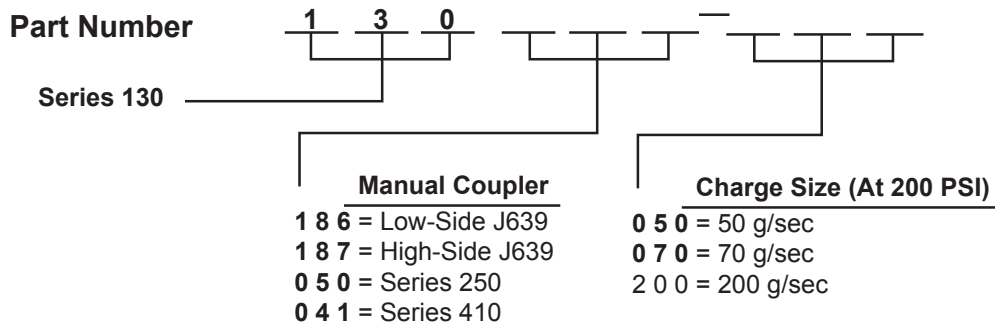 Part Number 1 3 0 —
Series 130
Manual Coupler
1 8 6 = Low-Side J639
1 8 7 = High-Side J639
0 5 0 = Series 250
0 4 1 = Series 410
Charge Size (At 200 PSI)
0 5 0 = 50 g/sec
0 7 0 = 70 g/sec
2 0 0 = 200 g/sec